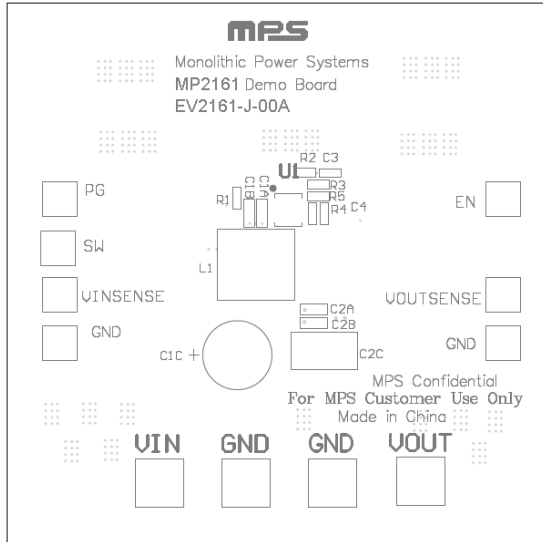 mps
Monolithic Power Systems
MP2161 Demo Board
EV2161-J-00A
U1
R2 C3
R3
R5
R4
C4
R1
C1B
C1A
PG
EN
SW
L1
VINSENSE
VOUTSENSE
GND
GND
C2A
C2B
C1C +
C2C
MPS Confidential
For MPS Customer Use Only
Made in China
VIN GND GND VOUT